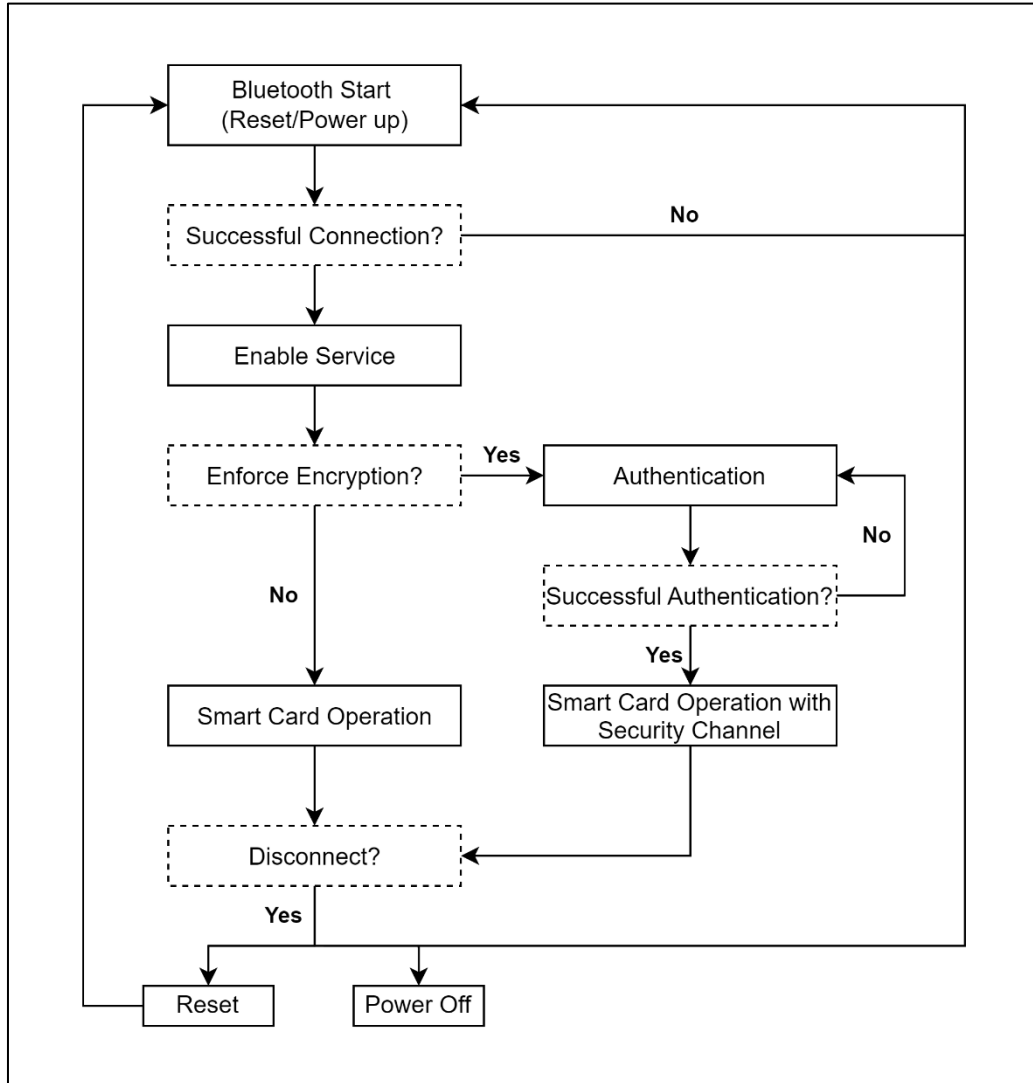 Bluetooth Start
(Reset/Power up)
No
Successful Connection?
Enable Service
Yes
Enforce Encryption?
Authentication
No
No
Successful Authentication?
Yes
Smart Card Operation
Smart Card Operation with
Security Channel
Disconnect?
Yes
Reset
Power Off